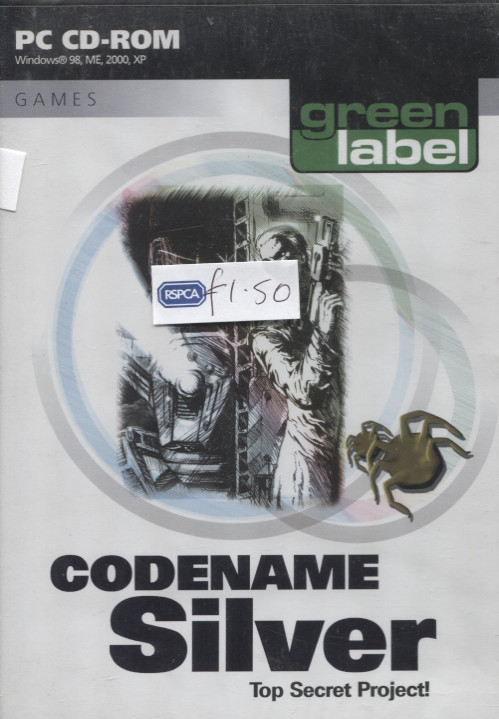 PC CD-ROM
Windows® 98, ME, 2000, XP
GAMES
green
label
RSPCA £1.50
CODENAME
Silver
Top Secret Project!